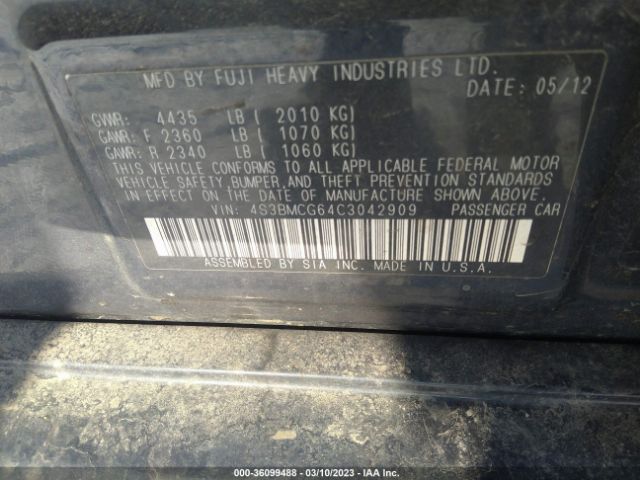 MFD BY FUJI HEAVY INDUSTRIES LTD.
DATE: 05/12
GVWR: 4435 LB ( 2010 KG)
GAWR: F 2360 LB ( 1070 KG)
GAWR: R 2340 LB ( 1060 KG)
THIS VEHICLE CONFORMS TO ALL APPLICABLE FEDERAL MOTOR
VEHICLE SAFETY, BUMPER, AND THEFT PREVENTION STANDARDS
IN EFFECT ON THE DATE OF MANUFACTURE SHOWN ABOVE.
VIN: 4S3BMCG64C3042909 PASSENGER CAR
ASSEMBLED BY SIA INC. MADE IN U.S.A.
000-36099488 - 03/10/2023 - IAA Inc.